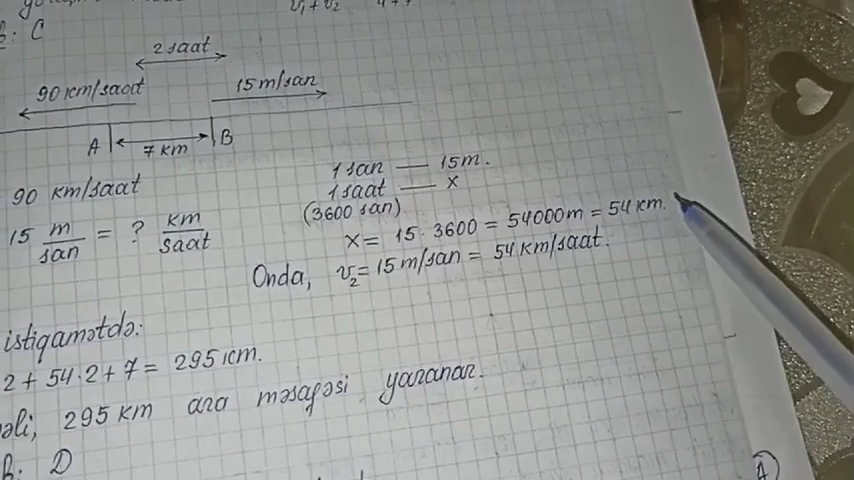 v₁+v₂
B: C
2 saat
90 km/saat
15 m/san
A
7 km
B
90 km/saat
15 m/san = ? km/saat
1 san — 15 m.
1 saat — x
(3600 san)
x = 15 · 3600 = 54000 m = 54 km.
Onda, v₂ = 15 m/san = 54 km/saat.
istiqamətdə:
2 + 54 · 2 + 7 = 295 km.
əli, 295 km ara məsafəsi yaranar.
B: D
A